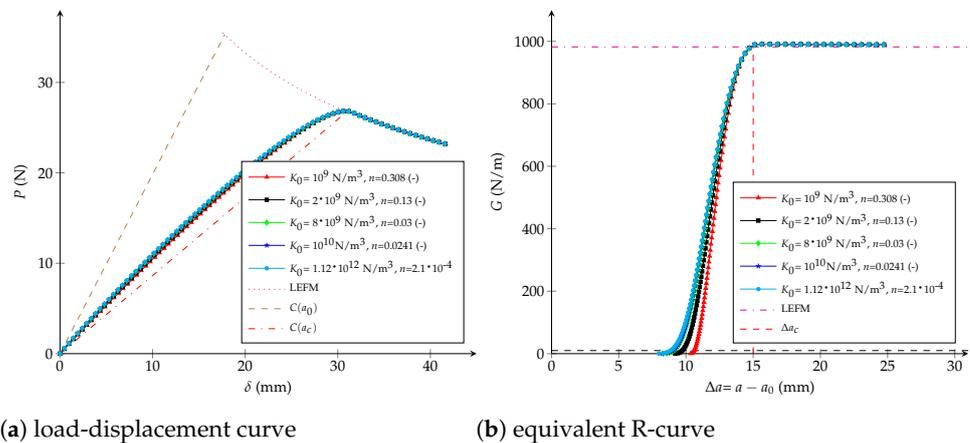 P (N)
30
20
10
0
0 10 20 30 40
δ (mm)
K0= 10^9 N/m^3, n=0.308 (-)
K0= 2•10^9 N/m^3, n=0.13 (-)
K0= 8•10^9 N/m^3, n=0.03 (-)
K0= 10^10N/m^3, n=0.0241 (-)
K0= 1.12•10^12 N/m^3, n=2.1•10^-4
LEFM
C(a0)
C(ac)
G (N/m)
1000
800
600
400
200
0
0 5 10 15 20 25 30
Δa= a − a0 (mm)
K0= 10^9 N/m^3, n=0.308 (-)
K0= 2•10^9 N/m^3, n=0.13 (-)
K0= 8•10^9 N/m^3, n=0.03 (-)
K0= 10^10N/m^3, n=0.0241 (-)
K0= 1.12•10^12 N/m^3, n=2.1•10^-4
LEFM
Δac
(a) load-displacement curve
(b) equivalent R-curve